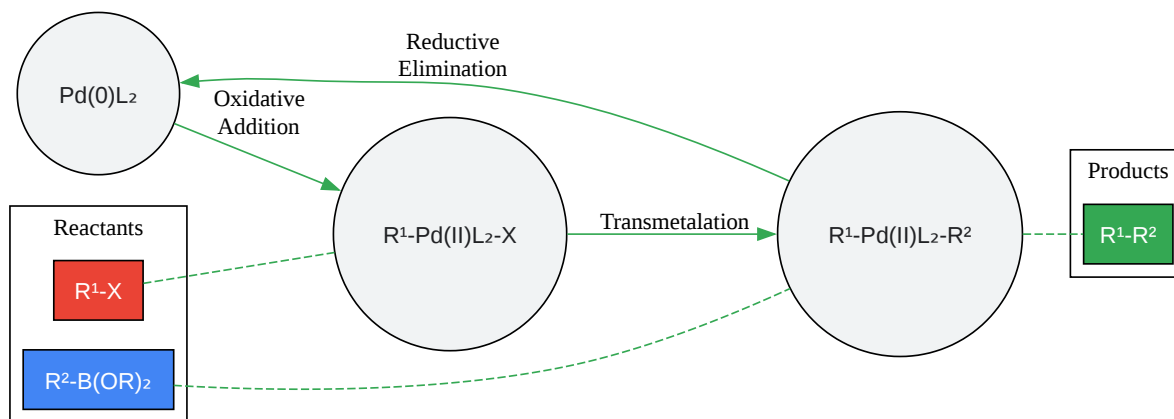 Reductive
Elimination
Pd(0)L₂
Oxidative
Addition
Products
Reactants
Transmetalation
R¹-Pd(II)L₂-X
R¹-Pd(II)L₂-R²
R¹-R²
R¹-X
R²-B(OR)₂